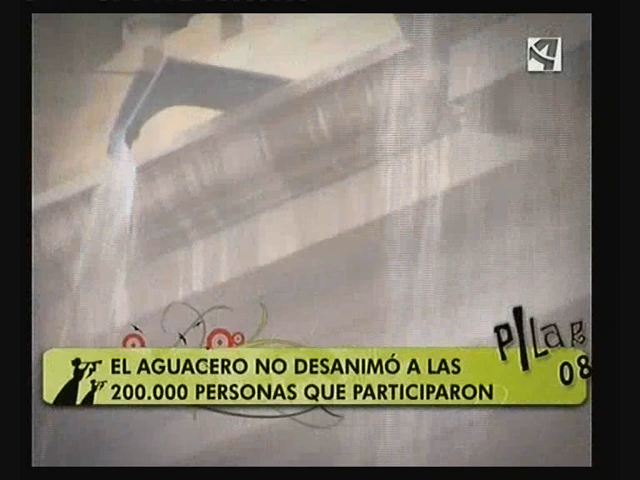 PILAR
08
EL AGUACERO NO DESANIMÓ A LAS
200.000 PERSONAS QUE PARTICIPARON